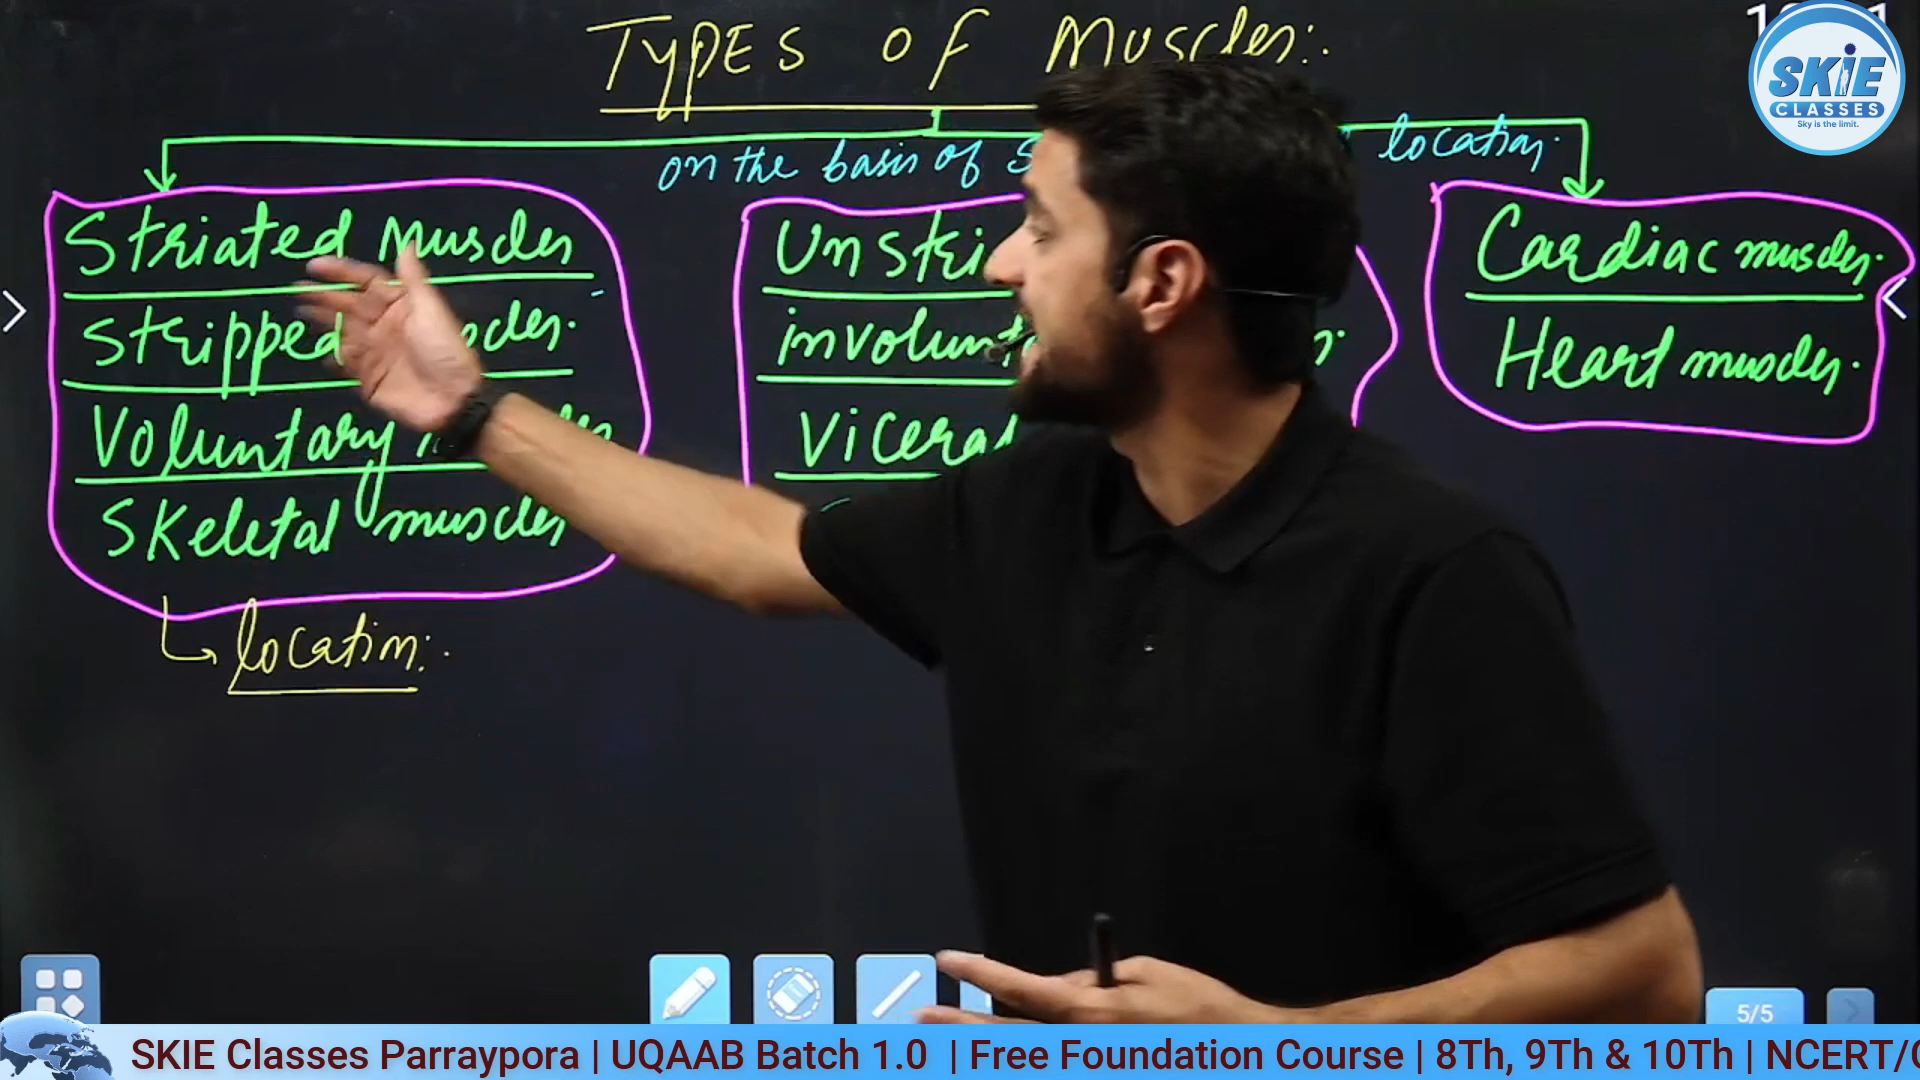 TYPES OF Muscles:.
SKIE
CLASSES
Sky is the limit.
on the basis of
location.
Striated Muscles
Stripped
Voluntary
Skeletal muscles
location:.
Unstri
involunt
Vicera
Cardiac muscles.
Heart muscles.
5/5
SKIE Classes Parraypora | UQAAB Batch 1.0 | Free Foundation Course | 8Th, 9Th & 10Th | NCERT/